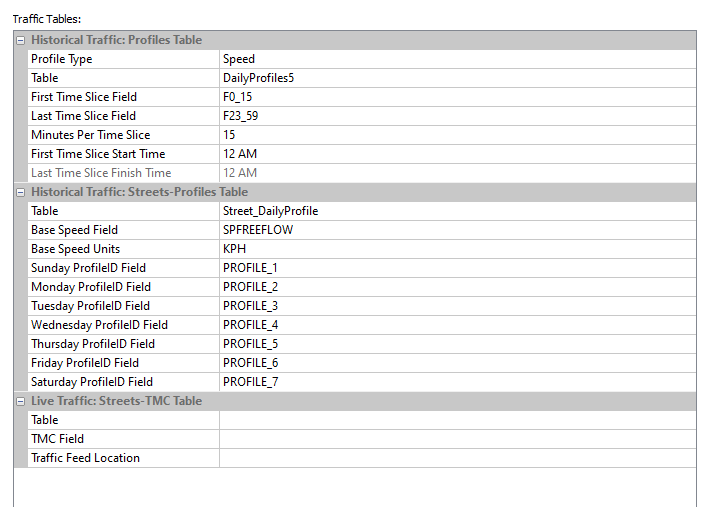 Traffic Tables:
Historical Traffic: Profiles Table
Profile Type Speed
Table DailyProfiles5
First Time Slice Field F0_15
Last Time Slice Field F23_59
Minutes Per Time Slice 15
First Time Slice Start Time 12 AM
Last Time Slice Finish Time 12 AM
Historical Traffic: Streets-Profiles Table
Table Street_DailyProfile
Base Speed Field SPFREEFLOW
Base Speed Units KPH
Sunday ProfileID Field PROFILE_1
Monday ProfileID Field PROFILE_2
Tuesday ProfileID Field PROFILE_3
Wednesday ProfileID Field PROFILE_4
Thursday ProfileID Field PROFILE_5
Friday ProfileID Field PROFILE_6
Saturday ProfileID Field PROFILE_7
Live Traffic: Streets-TMC Table
Table
TMC Field
Traffic Feed Location